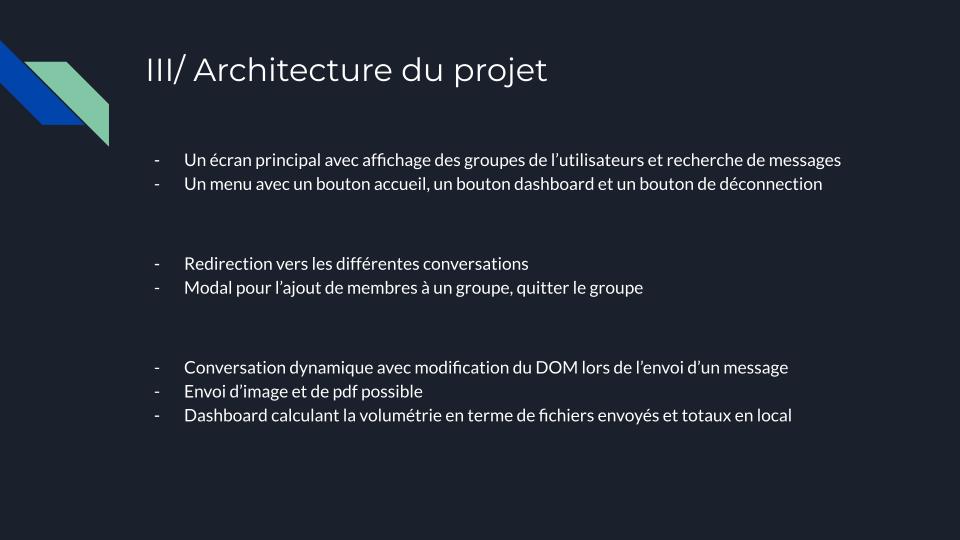 III/ Architecture du projet
- Un écran principal avec affichage des groupes de l’utilisateurs et recherche de messages
- Un menu avec un bouton accueil, un bouton dashboard et un bouton de déconnection
- Redirection vers les différentes conversations
- Modal pour l’ajout de membres à un groupe, quitter le groupe
- Conversation dynamique avec modification du DOM lors de l’envoi d’un message
- Envoi d’image et de pdf possible
- Dashboard calculant la volumétrie en terme de fichiers envoyés et totaux en local